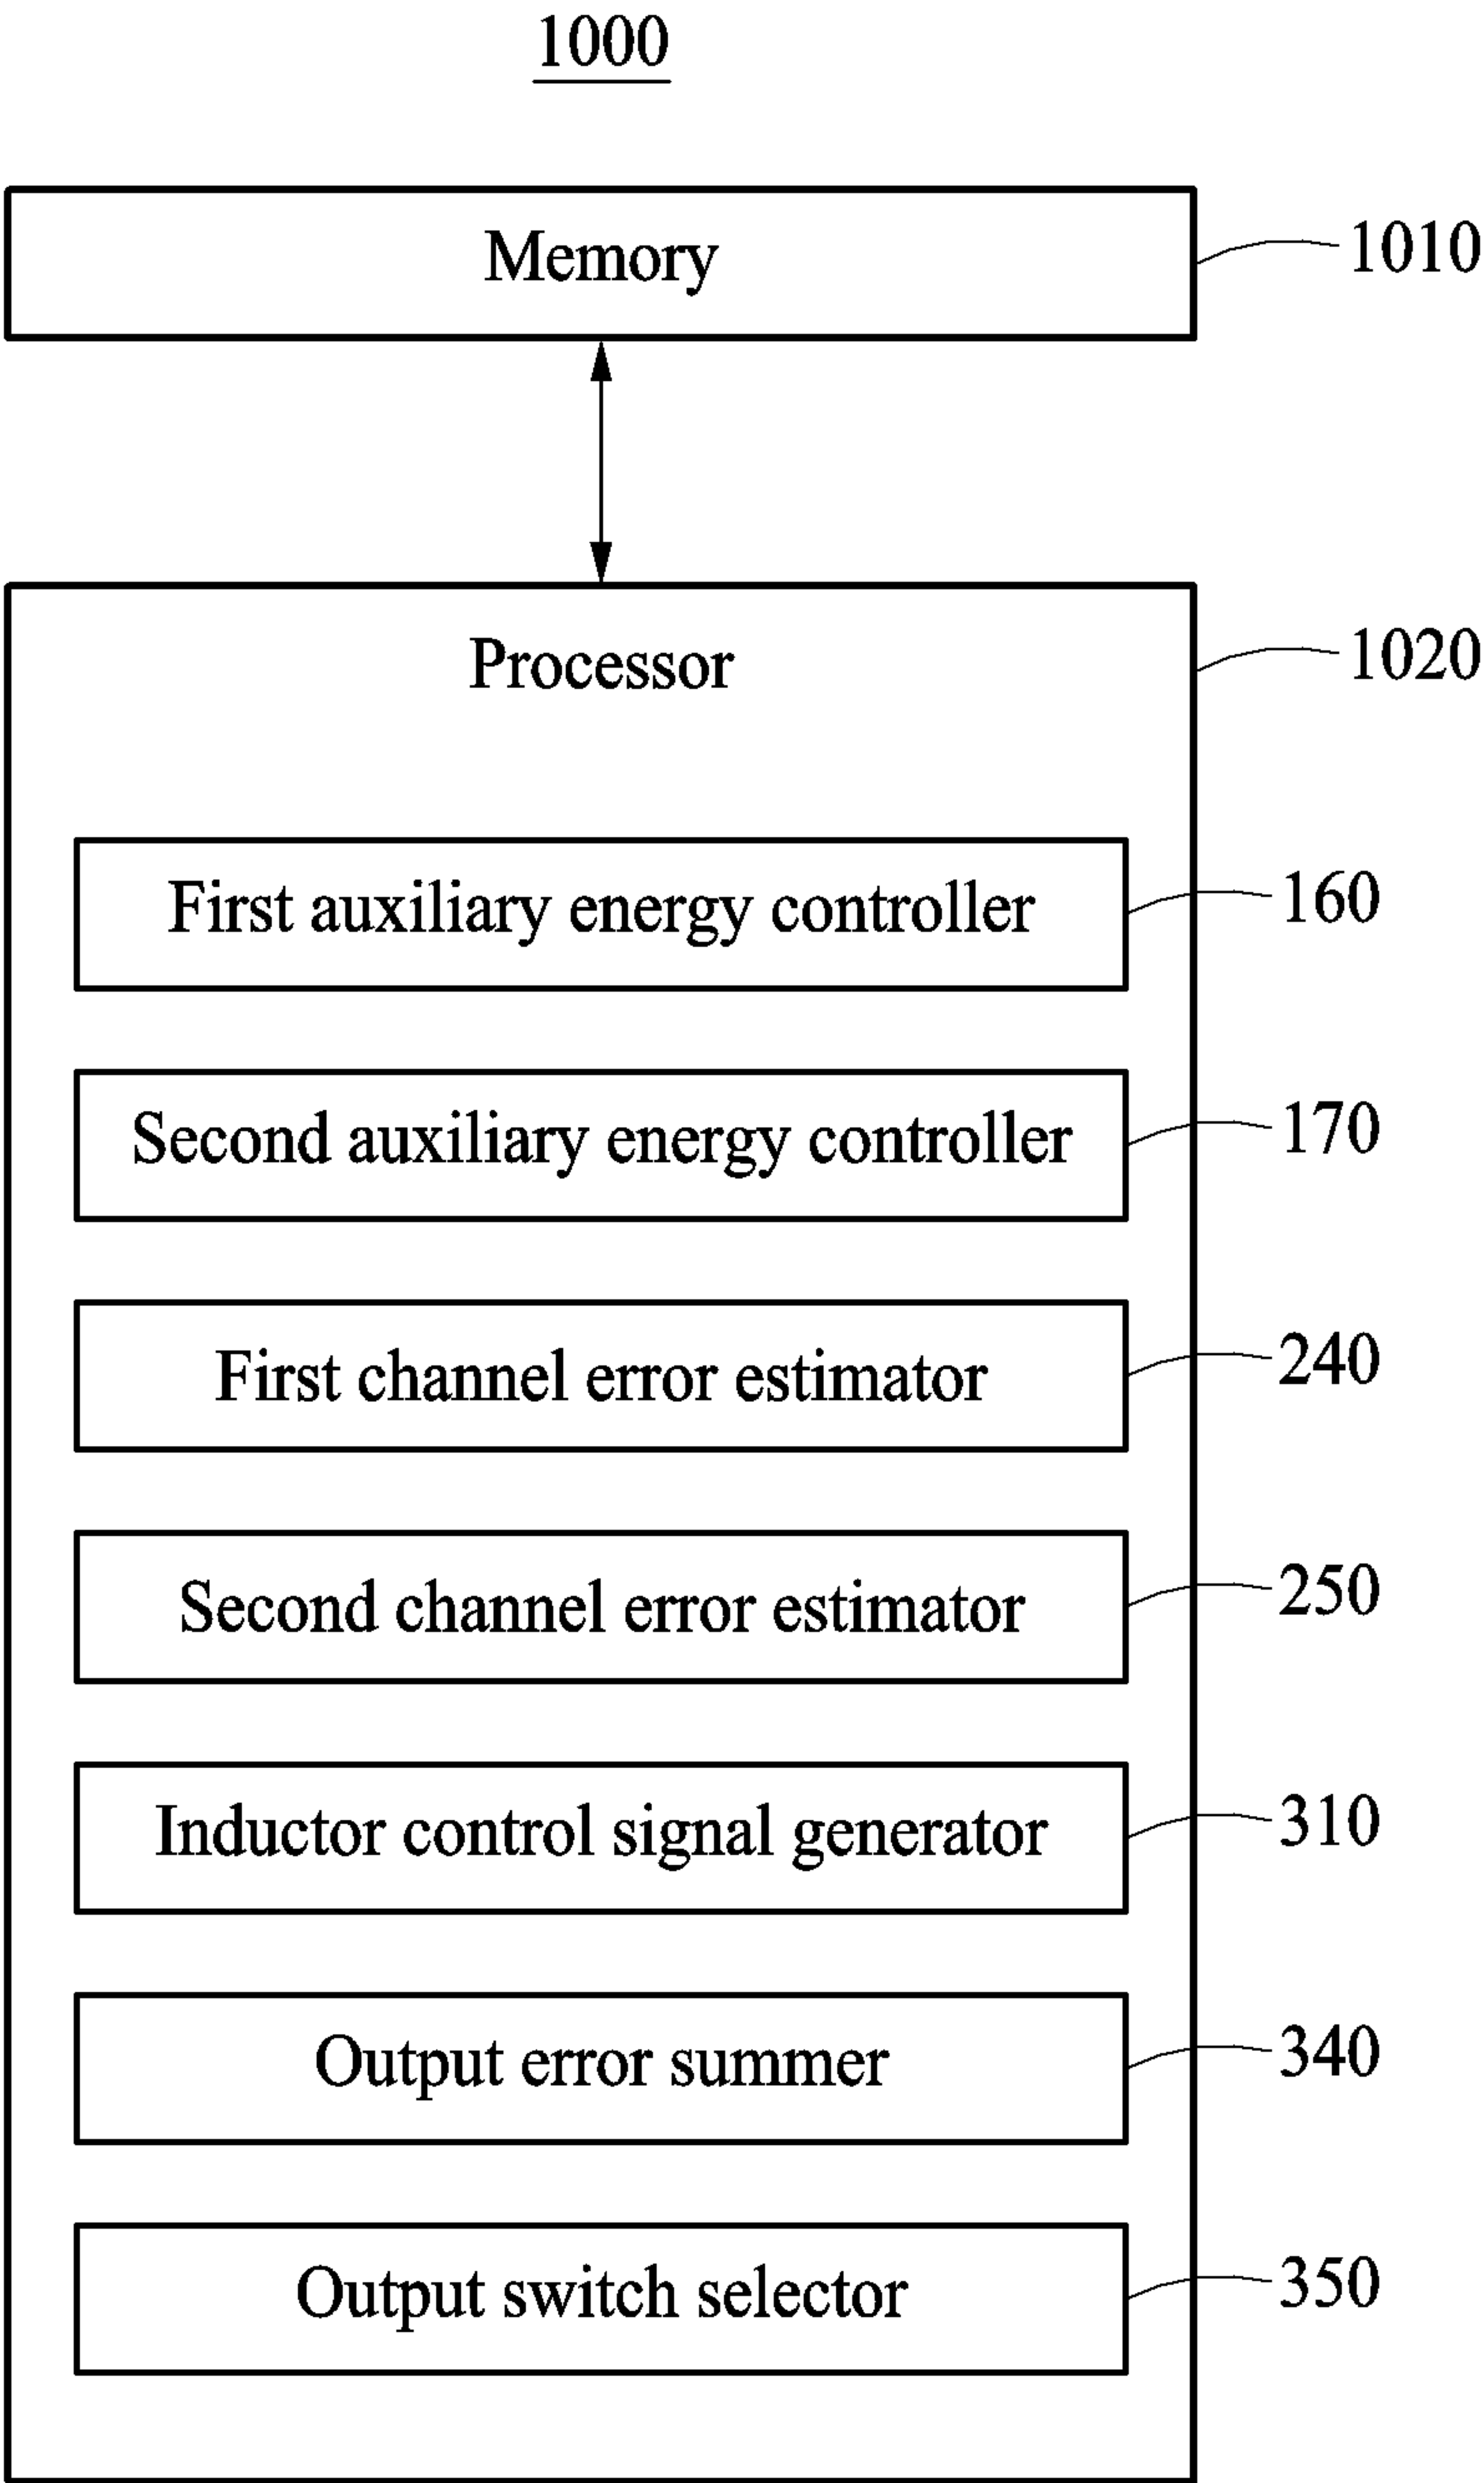 1000
Memory
1010
Processor
1020
First auxiliary energy controller
160
Second auxiliary energy controller
170
First channel error estimator
240
Second channel error estimator
250
Inductor control signal generator
310
Output error summer
340
Output switch selector
350